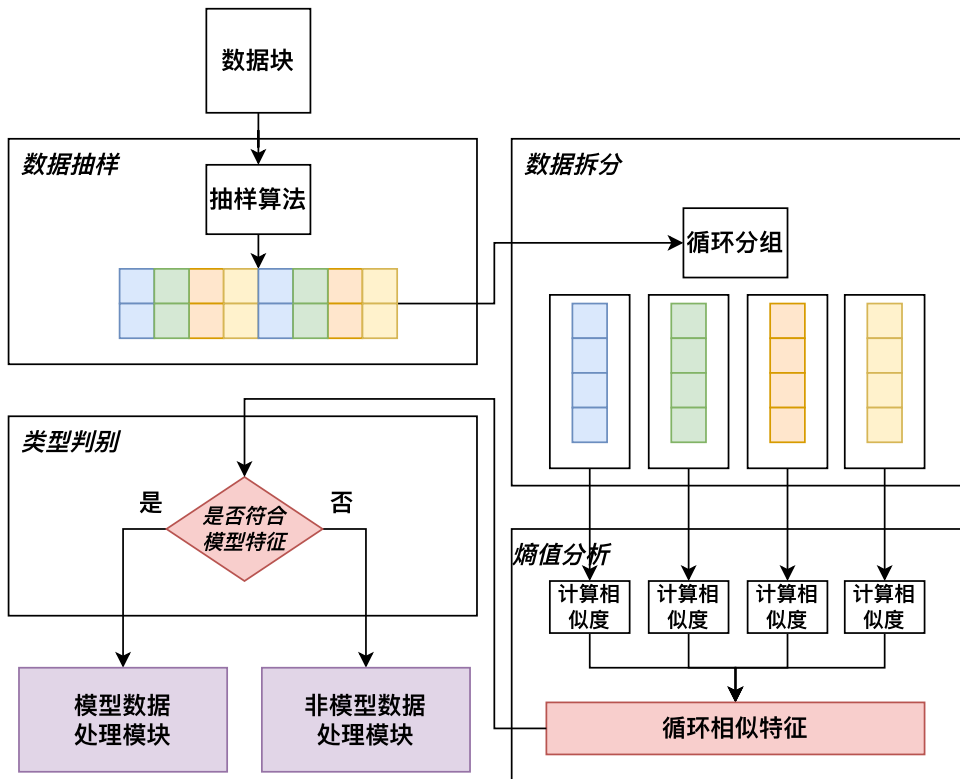 数据块
数据抽样
抽样算法
数据拆分
循环分组
熵值分析
计算相
似度
计算相
似度
计算相
似度
计算相
似度
循环相似特征
类型判别
是
否
是否符合
模型特征
模型数据
处理模块
非模型数据
处理模块